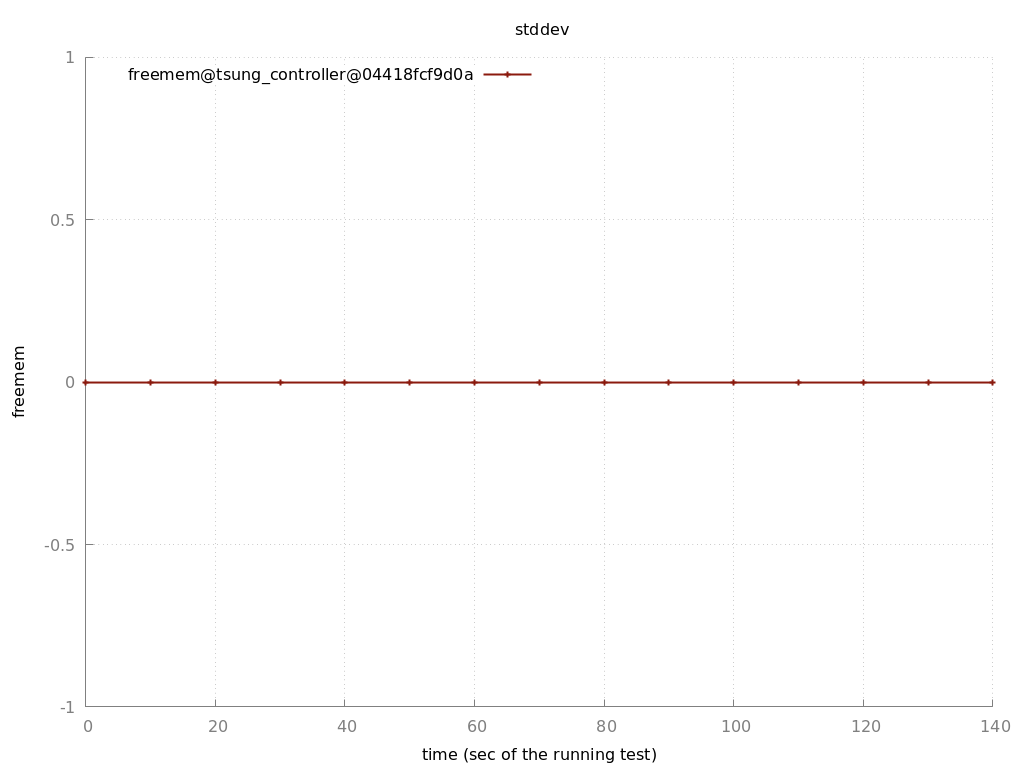 stddev
1
freemem@tsung_controller@04418fcf9d0a
0.5
freemem
0
-0.5
-1
0 20 40 60 80 100 120 140
time (sec of the running test)